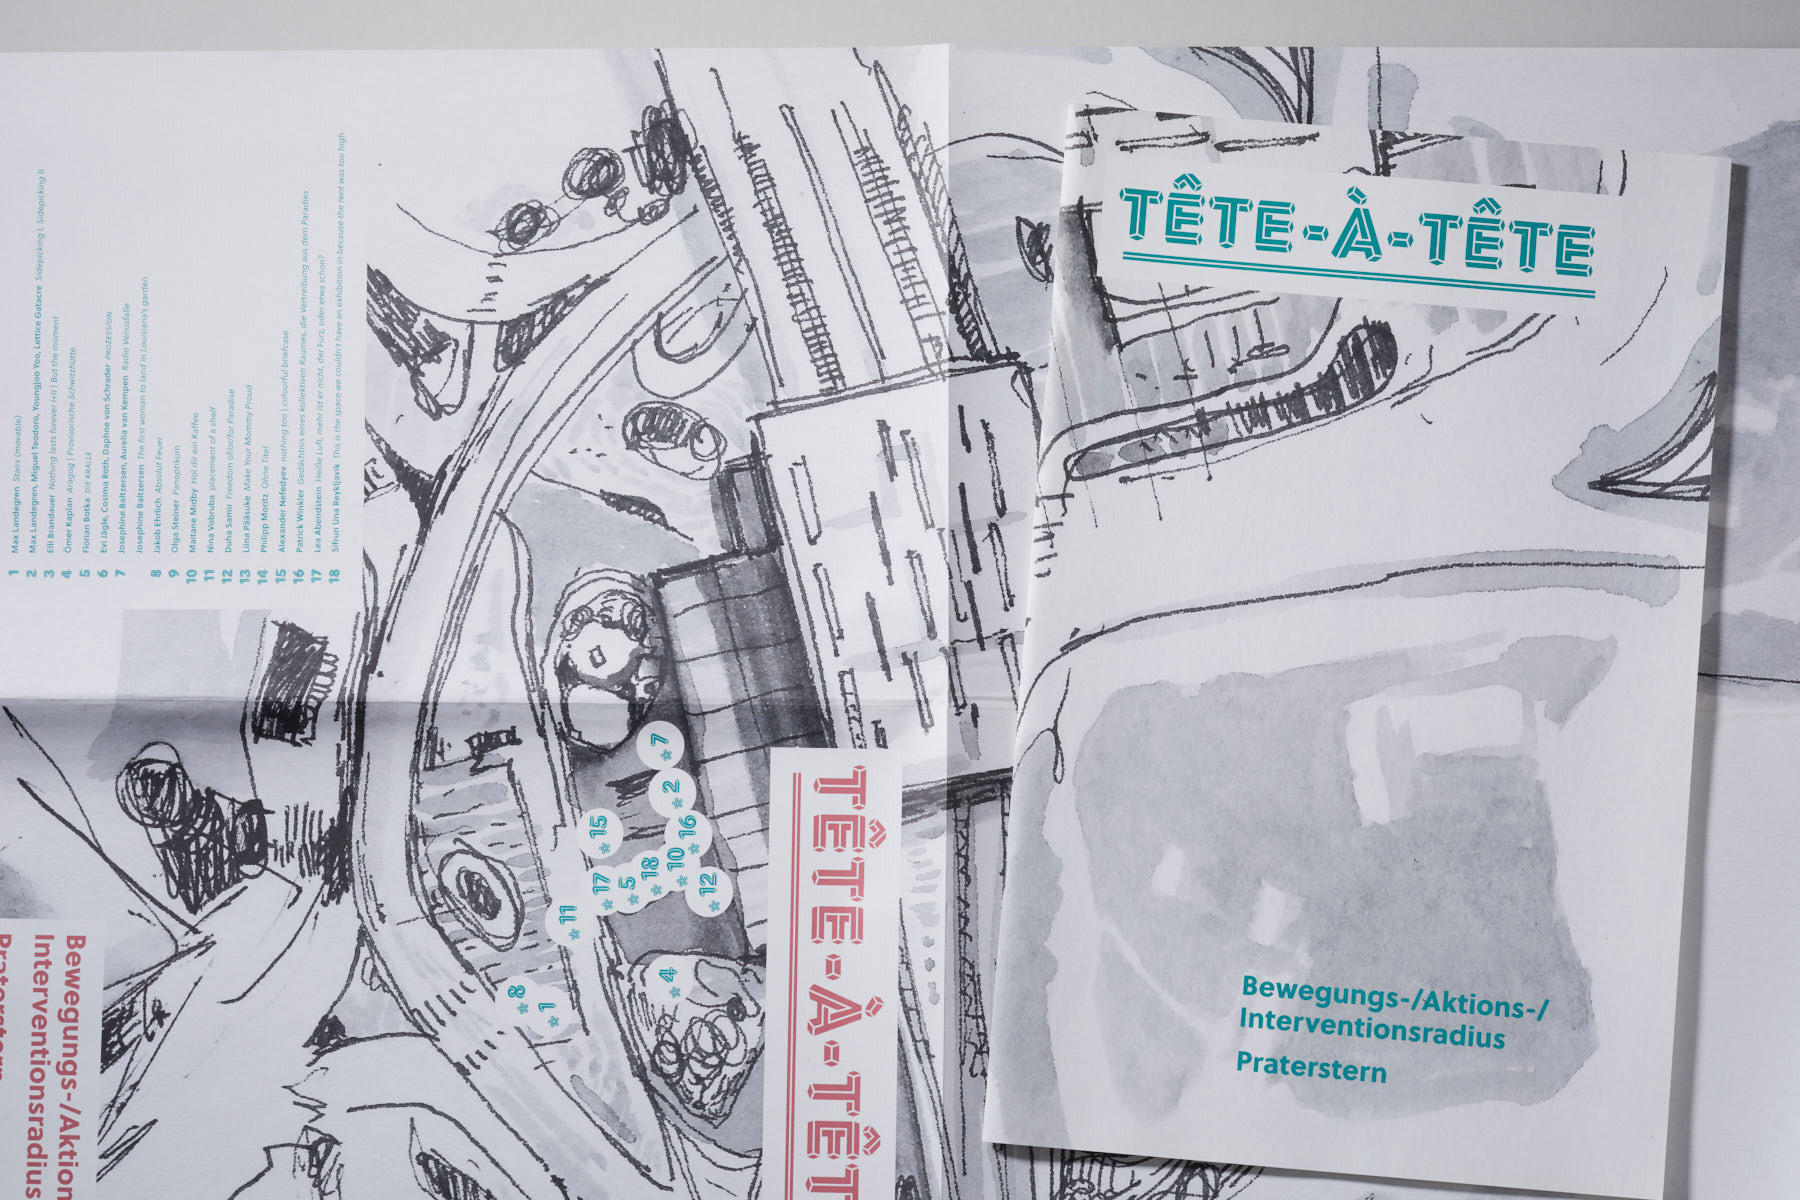 1 Max Landegren Stairs (movable)
2 Max Landegren, Miguel Teodoro, Youngjoo Yoo, Lettice Gatacre Sidepicking I, Sidepicking II
3 Elli Brandauer Nothing lasts forever (+I) | But the moment
4 Ömer Kaplan Aragog | Provisorische Schwitzhütte
5 Florian Botka DIE KRALLE
6 Evi Jägle, Cosima Roth, Daphne von Schrader PROZESSION
7 Josephine Baltzersen, Aurelia van Kempen Radio Venusfalle
Josephine Baltzersen The first woman to land in Louisiana's garden
8 Jakob Ehrlich Absolut Feuer
9 Olga Steiner Panoptikum
10 Maitane Midby Hol dir ein Kaffee
11 Nina Vobruba placement of a shelf
12 Duha Samir Freedom of/or/for Paradise
13 Liina Pääsuke Make Your Mommy Proud
14 Philipp Moritz Ohne Titel
15 Alexander Nefedyev nothing too | colourful briefcase
16 Patrick Winkler Gedächtnis eines kollektiven Raumes, die Vertreibung aus dem Paradies
17 Lea Abendstein Heiße Luft, mehr ist er nicht, der Furz, oder etwa schon?
18 Sifrun Una Reykljavik This is the space we couldn't have an exhibition in because the rent was too high
*7
*2
*15
*16
*10
*18
*5
*17
*12
*11
*4
*8
*1
TÊTE-À-TÊT
Bewegungs-/Aktion
Interventionsradius
Praterstern
TÊTE-À-TÊTE
Bewegungs-/Aktions-/
Interventionsradius
Praterstern